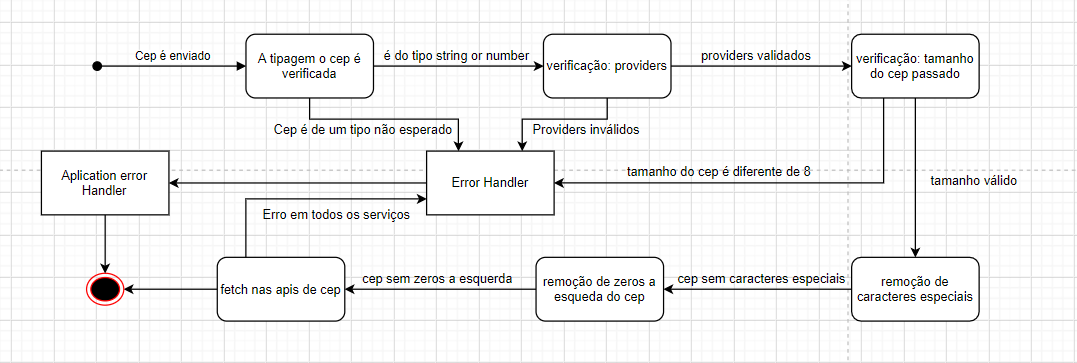 Cep é enviado
A tipagem o cep é
verificada
é do tipo string or number
verificação: providers
providers validados
verificação: tamanho
do cep passado
Cep é de um tipo não esperado
Providers inválidos
Aplication error
Handler
Error Handler
tamanho do cep é diferente de 8
tamanho válido
Erro em todos os serviços
fetch nas apis de cep
cep sem zeros a esquerda
remoção de zeros a
esqueda do cep
cep sem caracteres especiais
remoção de
caracteres especiais